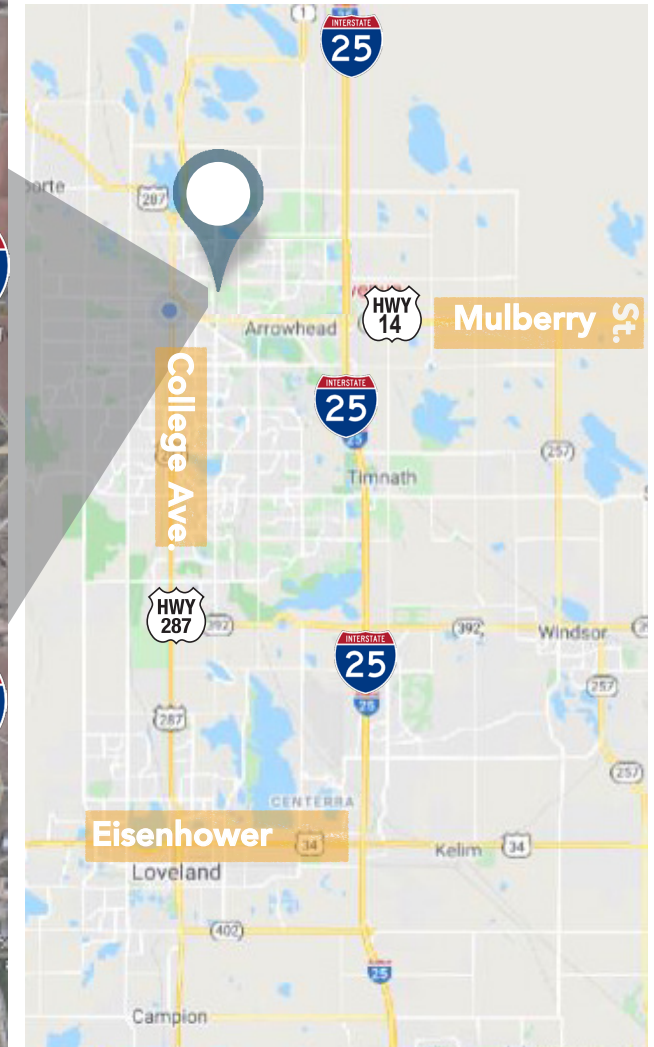 1
INTERSTATE
25
287
orte
HWY
14
Mulberry St.
Arrowhead
College Ave.
INTERSTATE
25
25
257
Timnath
HWY
287
392
392
Windsor
INTERSTATE
25
25
257
287
257
CENTERRA
Eisenhower
34
Kelim
34
Loveland
402
25
Campion